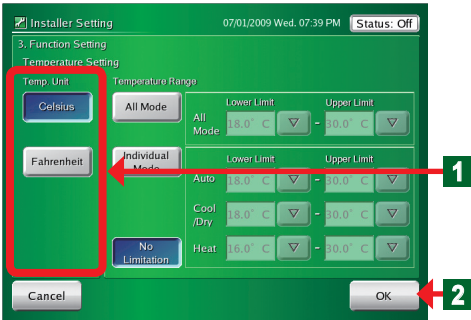 Installer Setting 07/01/2009 Wed. 07:39 PM Status: Off
3. Function Setting
Temperature Setting
Temp. Unit Temperature Range
Lower Limit Upper Limit
Celsius All Mode All Mode 18.0° C - 30.0° C
Lower Limit Upper Limit
Fahrenheit Individual Mode 1
Auto 18.0° C - 30.0° C
Cool /Dry 18.0° C - 30.0° C
No Limitation Heat 16.0° C - 30.0° C
Cancel OK 2